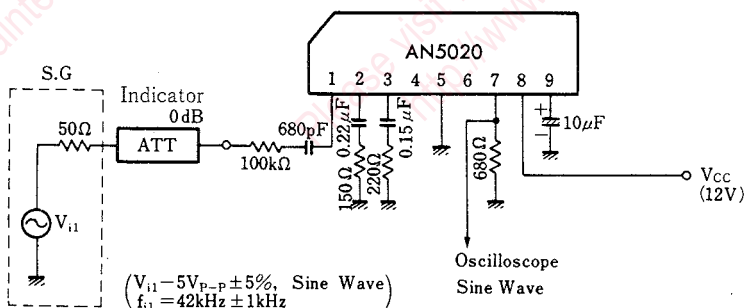 AN5020
1 2 3 4 5 6 7 8 9
S.G
Indicator
0dB
50Ω
ATT
100kΩ
680pF
0.22μF
150Ω
0.15μF
220Ω
680Ω
+
−
10μF
Vi1
VCC
(12V)
Oscilloscope
Sine Wave
(Vi1−5VP−P±5%, Sine Wave)
fi1=42kHz±1kHz